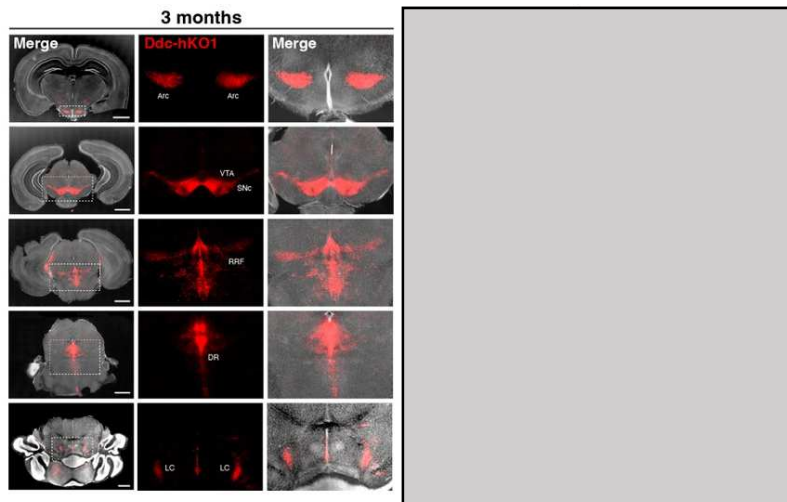 3 months
Merge Ddc-hKO1 Merge
Arc Arc
VTA
SNc
RRF
DR
LC LC